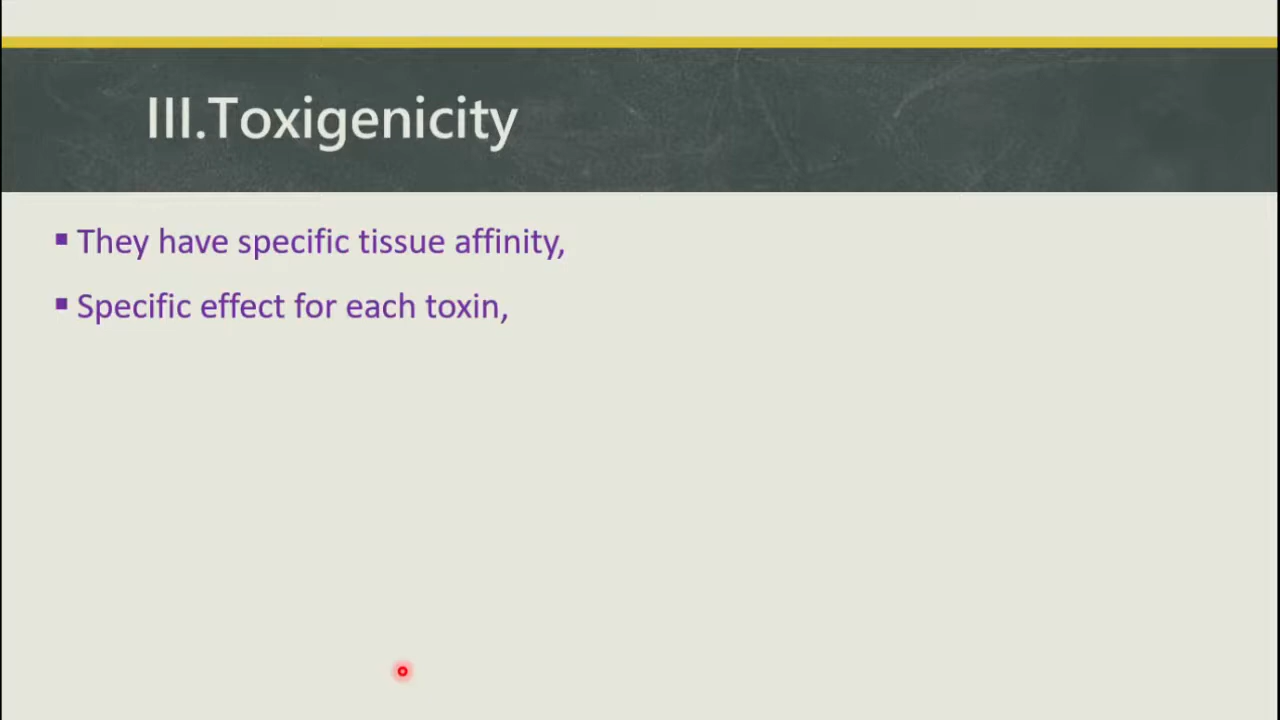 III.Toxigenicity
▪ They have specific tissue affinity,
▪ Specific effect for each toxin,